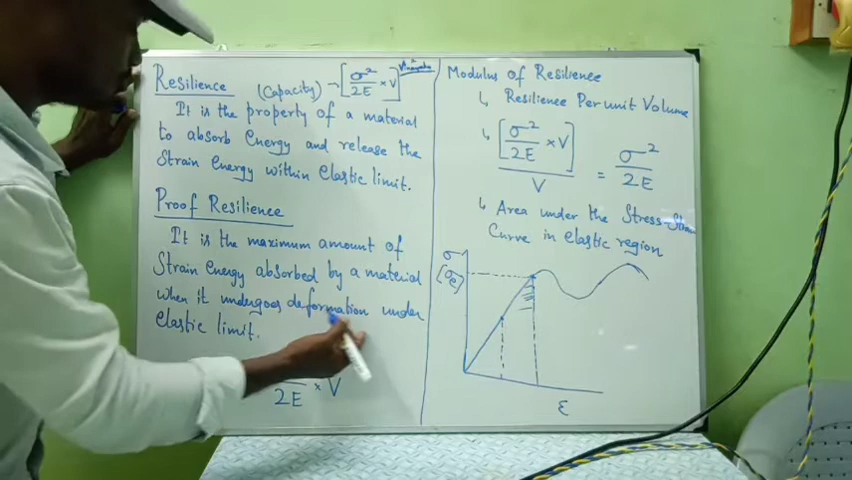 Resilience (Capacity) → [σ²/2E × V]
It is the property of a material
to absorb Energy and release the
Strain Energy within Elastic limit.
Proof Resilience
It is the maximum amount of
Strain Energy absorbed by a material
when it undergoes deformation under
Elastic limit.
2E × V
Modulus of Resilience
↳ Resilience Per unit Volume
↳ [σ²/2E × V] / V = σ²/2E
↳ Area under the Stress-Strain
Curve in elastic region
σ
[σe]
ε